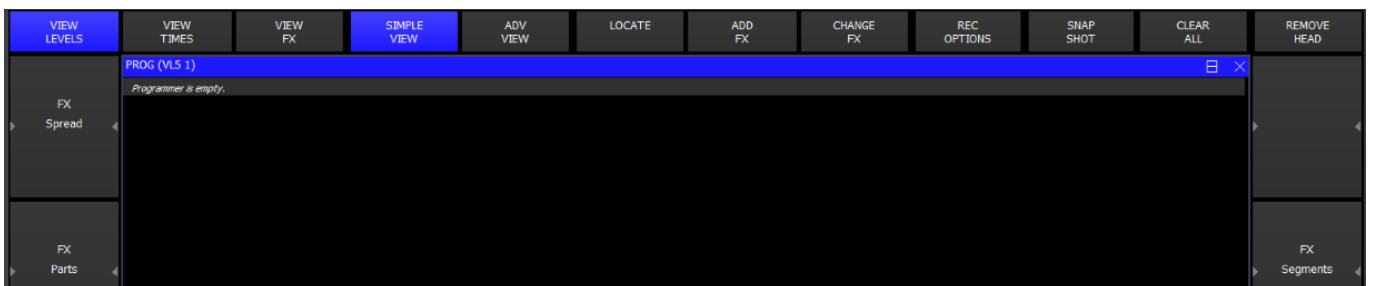 VIEW
LEVELS
VIEW
TIMES
VIEW
FX
SIMPLE
VIEW
ADV
VIEW
LOCATE
ADD
FX
CHANGE
FX
REC
OPTIONS
SNAP
SHOT
CLEAR
ALL
REMOVE
HEAD
PROG (VL5 1)
Programmer is empty.
FX
Spread
FX
Parts
FX
Segments